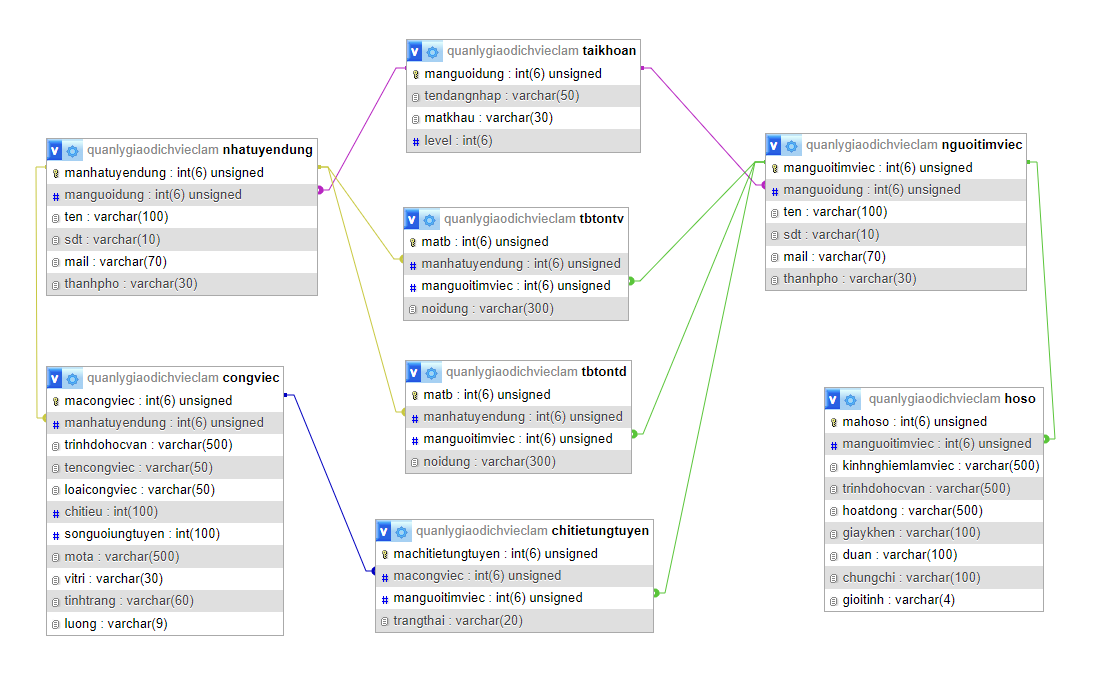 quanlygiaodichvieclam taikhoan
manguoidung : int(6) unsigned
tendangnhap : varchar(50)
matkhau : varchar(30)
# level : int(6)
quanlygiaodichvieclam nhatuyendung
manhatuyendung : int(6) unsigned
# manguoidung : int(6) unsigned
ten : varchar(100)
sdt : varchar(10)
mail : varchar(70)
thanhpho : varchar(30)
quanlygiaodichvieclam nguoitimviec
manguoitimviec : int(6) unsigned
# manguoidung : int(6) unsigned
ten : varchar(100)
sdt : varchar(10)
mail : varchar(70)
thanhpho : varchar(30)
quanlygiaodichvieclam tbtontv
matb : int(6) unsigned
# manhatuyendung : int(6) unsigned
# manguoitimviec : int(6) unsigned
noidung : varchar(300)
quanlygiaodichvieclam tbtontd
matb : int(6) unsigned
# manhatuyendung : int(6) unsigned
# manguoitimviec : int(6) unsigned
noidung : varchar(300)
quanlygiaodichvieclam congviec
macongviec : int(6) unsigned
# manhatuyendung : int(6) unsigned
trinhdohocvan : varchar(500)
tencongviec : varchar(50)
loaicongviec : varchar(50)
# chitieu : int(100)
# songuoiungtuyen : int(100)
mota : varchar(500)
vitri : varchar(30)
tinhtrang : varchar(60)
luong : varchar(9)
quanlygiaodichvieclam hoso
mahoso : int(6) unsigned
# manguoitimviec : int(6) unsigned
kinhnghiemlamviec : varchar(500)
trinhdohocvan : varchar(500)
hoatdong : varchar(500)
giaykhen : varchar(100)
duan : varchar(100)
chungchi : varchar(100)
gioitinh : varchar(4)
quanlygiaodichvieclam chitietungtuyen
machitietungtuyen : int(6) unsigned
# macongviec : int(6) unsigned
# manguoitimviec : int(6) unsigned
trangthai : varchar(20)